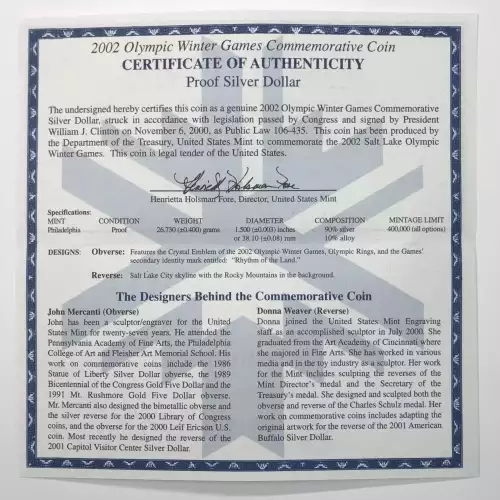 2002 Olympic Winter Games Commemorative Coin
CERTIFICATE OF AUTHENTICITY
Proof Silver Dollar
The undersigned hereby certifies this coin as a genuine 2002 Olympic Winter Games Commemorative
Silver Dollar, struck in accordance with legislation passed by Congress and signed by President
William J. Clinton on November 6, 2000, as Public Law 106-435. This coin has been produced by
the Department of the Treasury, United States Mint to commemorate the 2002 Salt Lake Olympic
Winter Games. This coin is legal tender of the United States.
Henrietta Holsman Fore
Henrietta Holsman Fore, Director, United States Mint
Specifications:
MINT CONDITION WEIGHT DIAMETER COMPOSITION MINTAGE LIMIT
Philadelphia Proof 26.730 (±0.400) grams 1.500 (±0.003) inches 90% silver 400,000 (all options)
or 38.10 (±0.08) mm 10% alloy
DESIGNS: Obverse: Features the Crystal Emblem of the 2002 Olympic Winter Games, Olympic Rings, and the Games'
secondary identity mark entitled: "Rhythm of the Land."
Reverse: Salt Lake City skyline with the Rocky Mountains in the background.
The Designers Behind the Commemorative Coin
John Mercanti (Obverse)
John has been a sculptor/engraver for the United
States Mint for twenty-seven years. He attended the
Pennsylvania Academy of Fine Arts, the Philadelphia
College of Art and Fleisher Art Memorial School. His
work on commemorative coins include the 1986
Statue of Liberty Silver Dollar obverse, the 1989
Bicentennial of the Congress Gold Five Dollar and the
1991 Mt. Rushmore Gold Five Dollar obverse.
Mr. Mercanti also designed the bimetallic obverse and
the silver reverse for the 2000 Library of Congress
coins, and the obverse for the 2000 Leif Ericson U.S.
coin. Most recently he designed the reverse of the
2001 Capitol Visitor Center Silver Dollar.
Donna Weaver (Reverse)
Donna joined the United States Mint Engraving
staff as an accomplished sculptor in July 2000. She
graduated from the Art Academy of Cincinnati where
she majored in Fine Arts. She has worked in various
media and in the toy industry as a sculptor. Her work
for the Mint includes sculpting the reverses of the
Mint Director's medal and the Secretary of the
Treasury's medal. She designed and sculpted both the
obverse and reverse of the Charles Schulz medal. Her
work on commemorative coins includes adapting the
original artwork for the reverse of the 2001 American
Buffalo Silver Dollar.